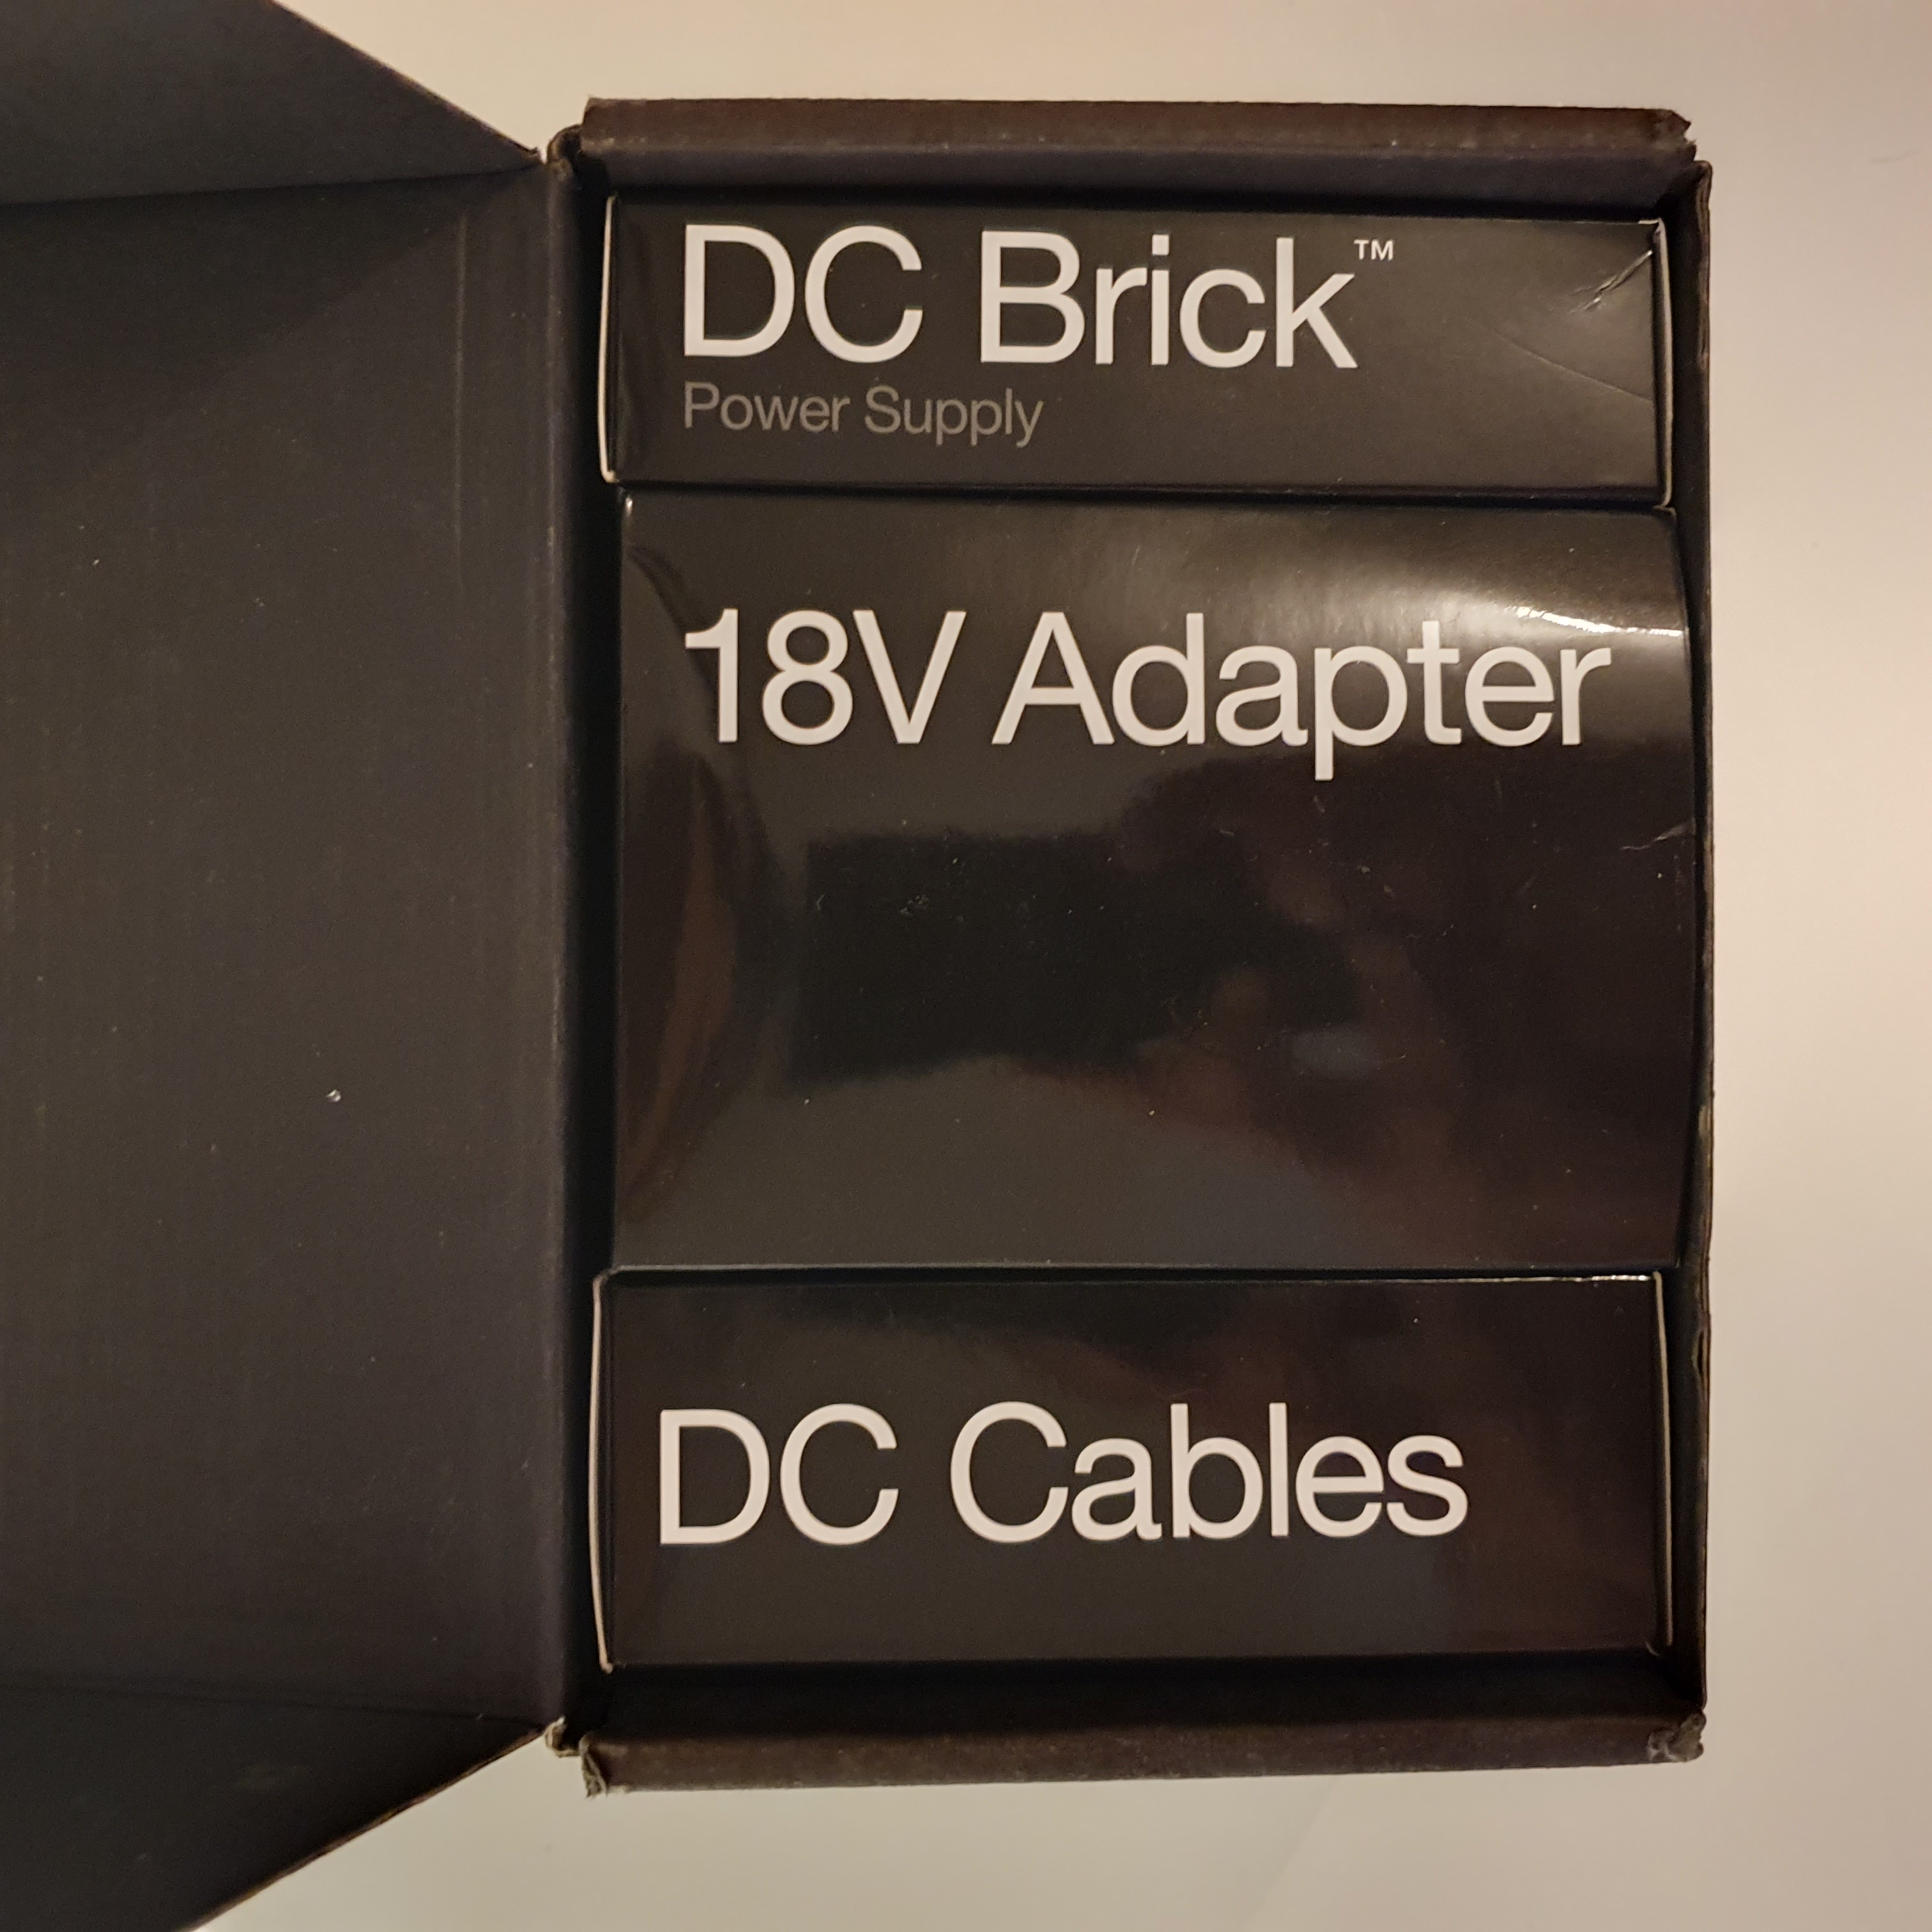 DC Brick™
Power Supply
18V Adapter
DC Cables